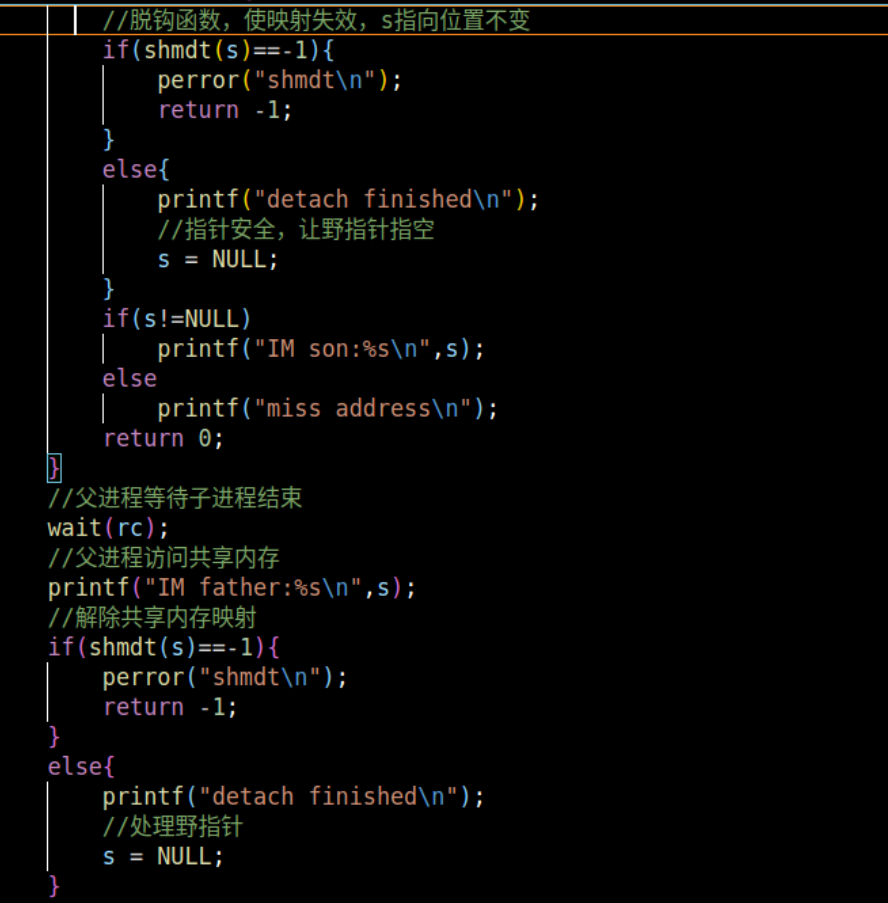 //脱钩函数，使映射失效，s指向位置不变
if(shmdt(s)==-1){
perror("shmdt\n");
return -1;
}
else{
printf("detach finished\n");
//指针安全，让野指针指空
s = NULL;
}
if(s!=NULL)
printf("IM son:%s\n",s);
else
printf("miss address\n");
return 0;
}
//父进程等待子进程结束
wait(rc);
//父进程访问共享内存
printf("IM father:%s\n",s);
//解除共享内存映射
if(shmdt(s)==-1){
perror("shmdt\n");
return -1;
}
else{
printf("detach finished\n");
//处理野指针
s = NULL;
}